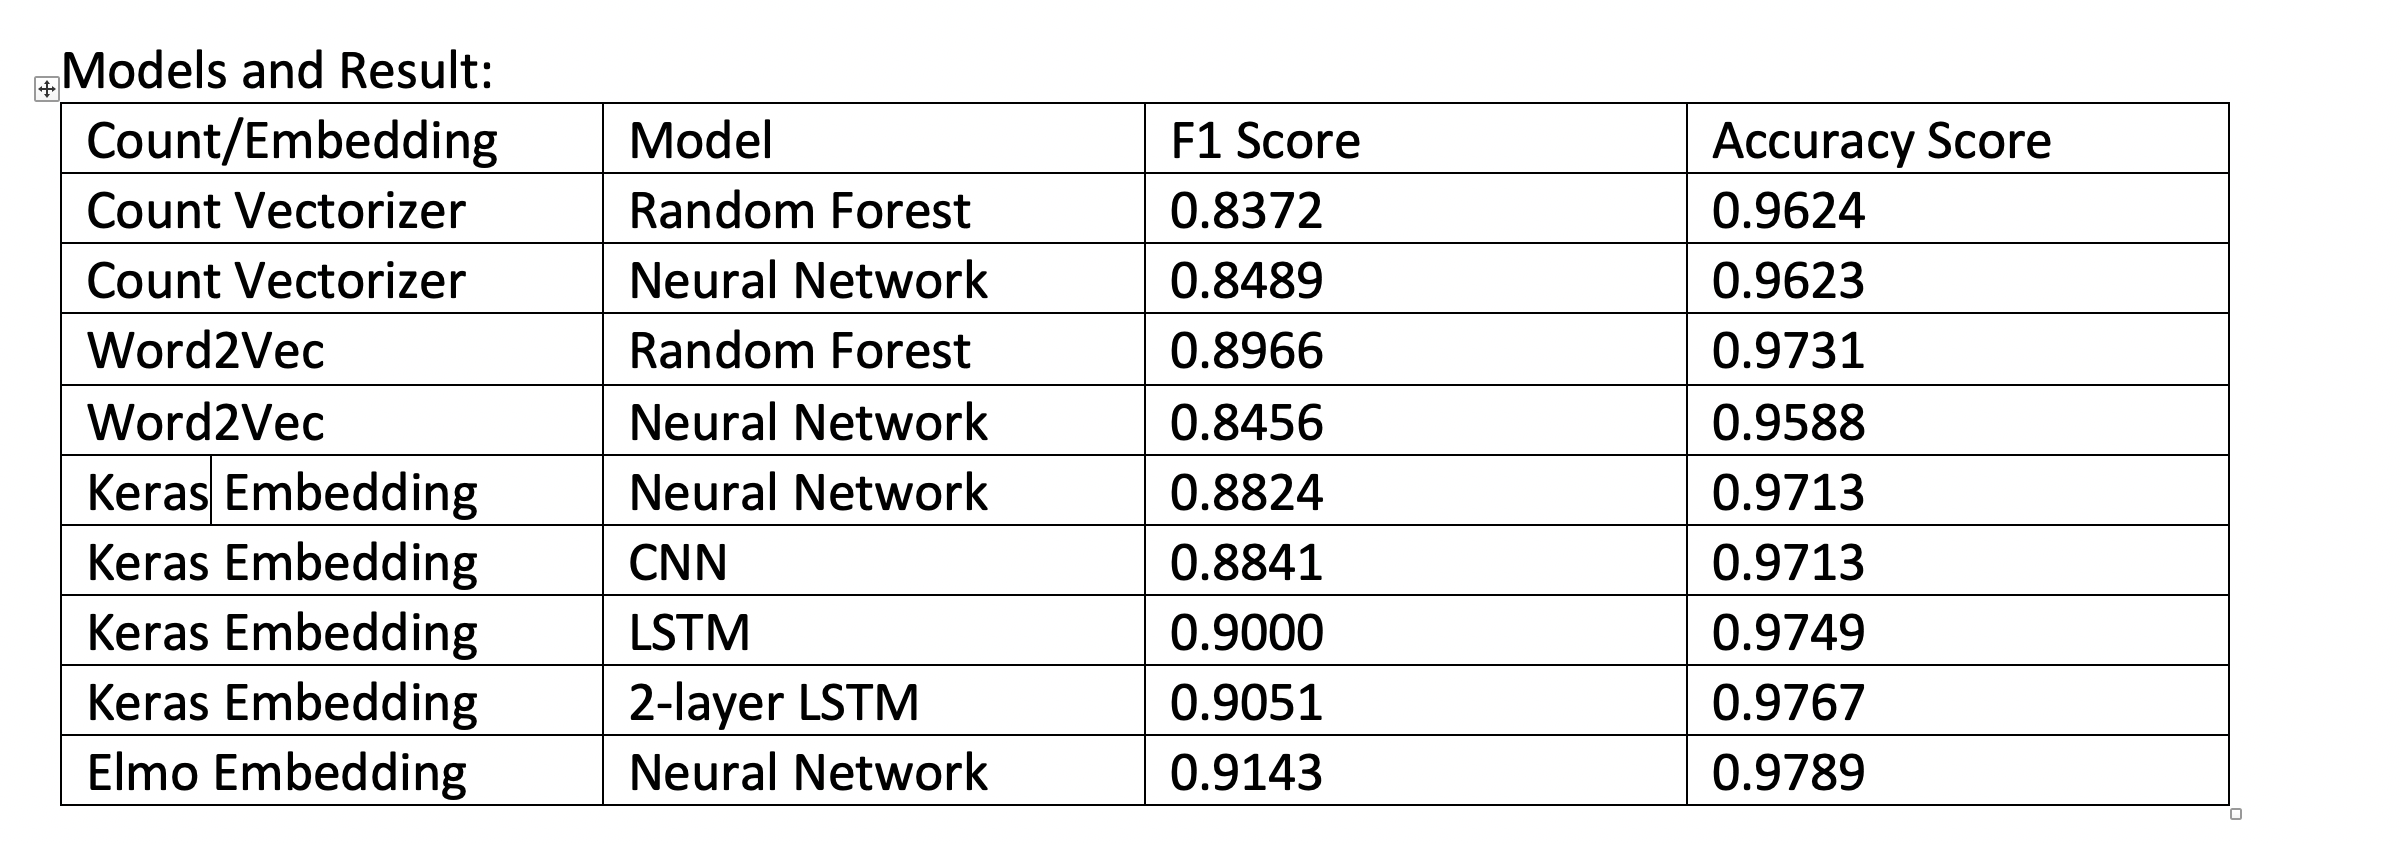 Models and Result:
Count/Embedding Model F1 Score Accuracy Score
Count Vectorizer Random Forest 0.8372 0.9624
Count Vectorizer Neural Network 0.8489 0.9623
Word2Vec Random Forest 0.8966 0.9731
Word2Vec Neural Network 0.8456 0.9588
Keras Embedding Neural Network 0.8824 0.9713
Keras Embedding CNN 0.8841 0.9713
Keras Embedding LSTM 0.9000 0.9749
Keras Embedding 2-layer LSTM 0.9051 0.9767
Elmo Embedding Neural Network 0.9143 0.9789